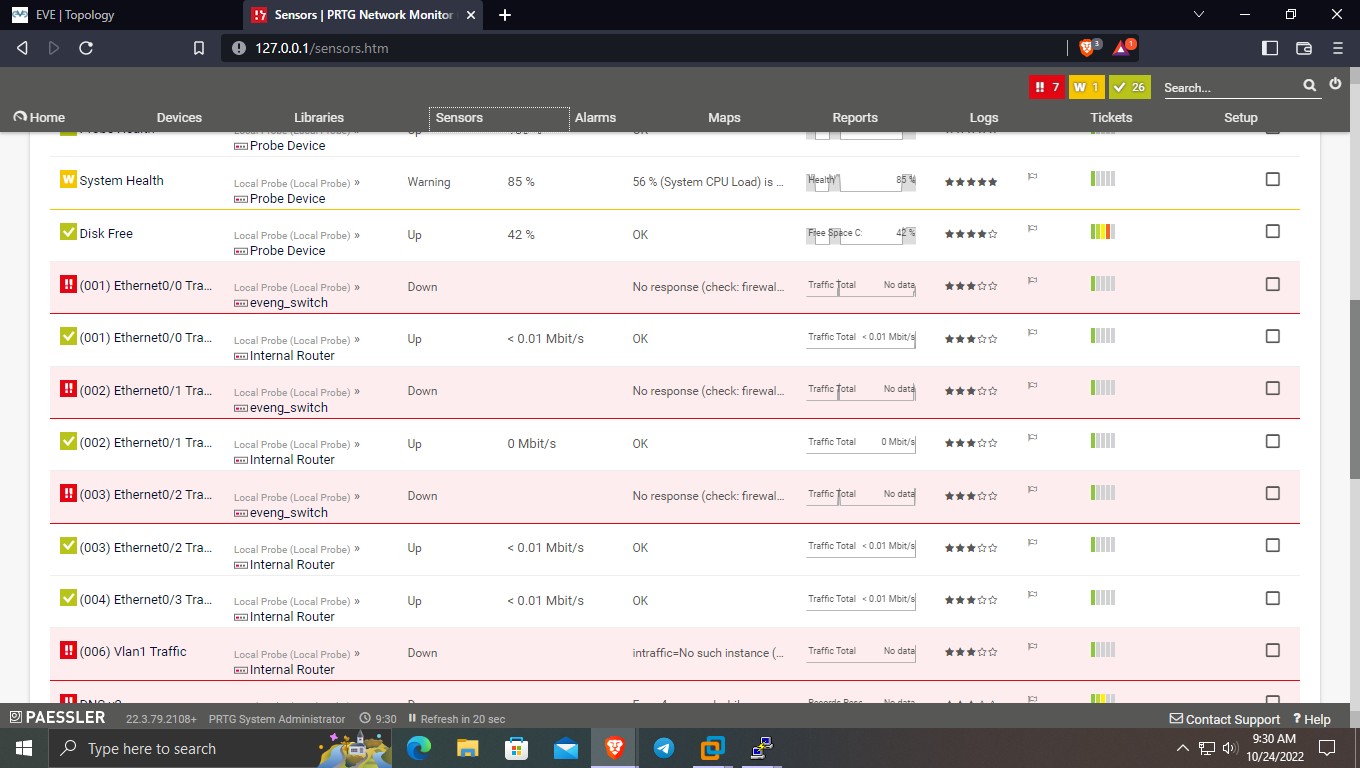 EVE | Topology
Sensors | PRTG Network Monitor
127.0.0.1/sensors.htm
3
1
7
W 1
26
Search...
Home
Devices
Libraries
Sensors
Alarms
Maps
Reports
Logs
Tickets
Setup
Probe Health
Local Probe (Local Probe) »
Up
Probe Device
W System Health
Local Probe (Local Probe) »
Probe Device
Warning
85 %
56 % (System CPU Load) is ...
Health
85 %
Disk Free
Local Probe (Local Probe) »
Probe Device
Up
42 %
OK
Free Space C:
42 %
(001) Ethernet0/0 Tra...
Local Probe (Local Probe) »
eveng_switch
Down
No response (check: firewal...
Traffic Total
No data
(001) Ethernet0/0 Tra...
Local Probe (Local Probe) »
Internal Router
Up
< 0.01 Mbit/s
OK
Traffic Total
< 0.01 Mbit/s
(002) Ethernet0/1 Tra...
Local Probe (Local Probe) »
eveng_switch
Down
No response (check: firewal...
Traffic Total
No data
(002) Ethernet0/1 Tra...
Local Probe (Local Probe) »
Internal Router
Up
0 Mbit/s
OK
Traffic Total
0 Mbit/s
(003) Ethernet0/2 Tra...
Local Probe (Local Probe) »
eveng_switch
Down
No response (check: firewal...
Traffic Total
No data
(003) Ethernet0/2 Tra...
Local Probe (Local Probe) »
Internal Router
Up
< 0.01 Mbit/s
OK
Traffic Total
< 0.01 Mbit/s
(004) Ethernet0/3 Tra...
Local Probe (Local Probe) »
Internal Router
Up
< 0.01 Mbit/s
OK
Traffic Total
< 0.01 Mbit/s
(006) Vlan1 Traffic
Local Probe (Local Probe) »
Internal Router
Down
intraffic=No such instance (...
Traffic Total
No data
DNS v2
Local Probe (Local Probe) »
No data
PAESSLER
22.3.79.2108+
PRTG System Administrator
9:30
Refresh in 20 sec
Contact Support
? Help
Type here to search
9:30 AM
10/24/2022